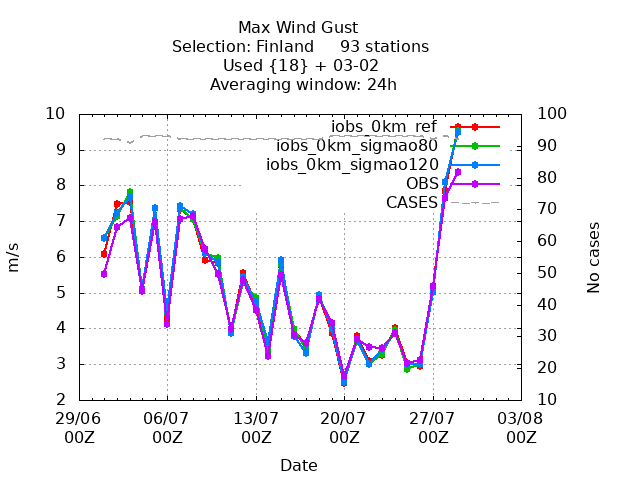 Max Wind Gust
Selection: Finland     93 stations
Used {18} + 03-02
Averaging window: 24h
10
9
8
7
6
5
4
3
2
m/s
100
90
80
70
60
50
40
30
20
10
No cases
iobs_0km_ref
iobs_0km_sigmao80
iobs_0km_sigmao120
OBS
CASES
29/06 06/07 13/07 20/07 27/07 03/08
00Z 00Z 00Z 00Z 00Z 00Z
Date